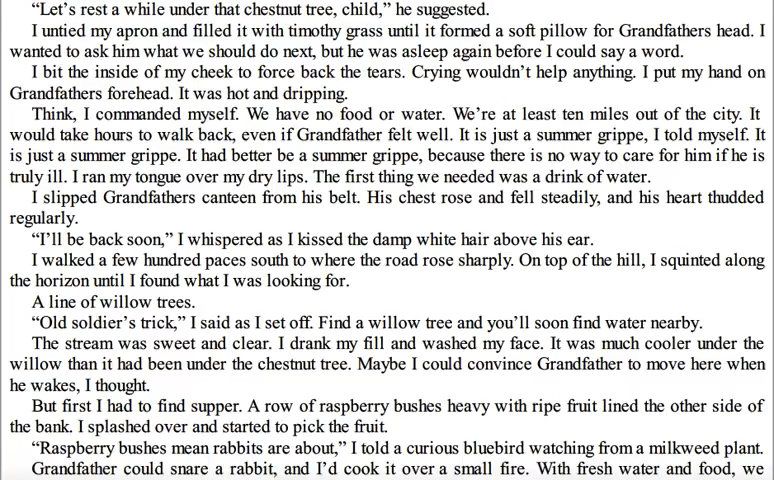 “Let’s rest a while under that chestnut tree, child,” he suggested.
I untied my apron and filled it with timothy grass until it formed a soft pillow for Grandfathers head. I
wanted to ask him what we should do next, but he was asleep again before I could say a word.
I bit the inside of my cheek to force back the tears. Crying wouldn’t help anything. I put my hand on
Grandfathers forehead. It was hot and dripping.
Think, I commanded myself. We have no food or water. We’re at least ten miles out of the city. It
would take hours to walk back, even if Grandfather felt well. It is just a summer grippe, I told myself. It
is just a summer grippe. It had better be a summer grippe, because there is no way to care for him if he is
truly ill. I ran my tongue over my dry lips. The first thing we needed was a drink of water.
I slipped Grandfathers canteen from his belt. His chest rose and fell steadily, and his heart thudded
regularly.
“I’ll be back soon,” I whispered as I kissed the damp white hair above his ear.
I walked a few hundred paces south to where the road rose sharply. On top of the hill, I squinted along
the horizon until I found what I was looking for.
A line of willow trees.
“Old soldier’s trick,” I said as I set off. Find a willow tree and you’ll soon find water nearby.
The stream was sweet and clear. I drank my fill and washed my face. It was much cooler under the
willow than it had been under the chestnut tree. Maybe I could convince Grandfather to move here when
he wakes, I thought.
But first I had to find supper. A row of raspberry bushes heavy with ripe fruit lined the other side of
the bank. I splashed over and started to pick the fruit.
“Raspberry bushes mean rabbits are about,” I told a curious bluebird watching from a milkweed plant.
Grandfather could snare a rabbit, and I’d cook it over a small fire. With fresh water and food, we